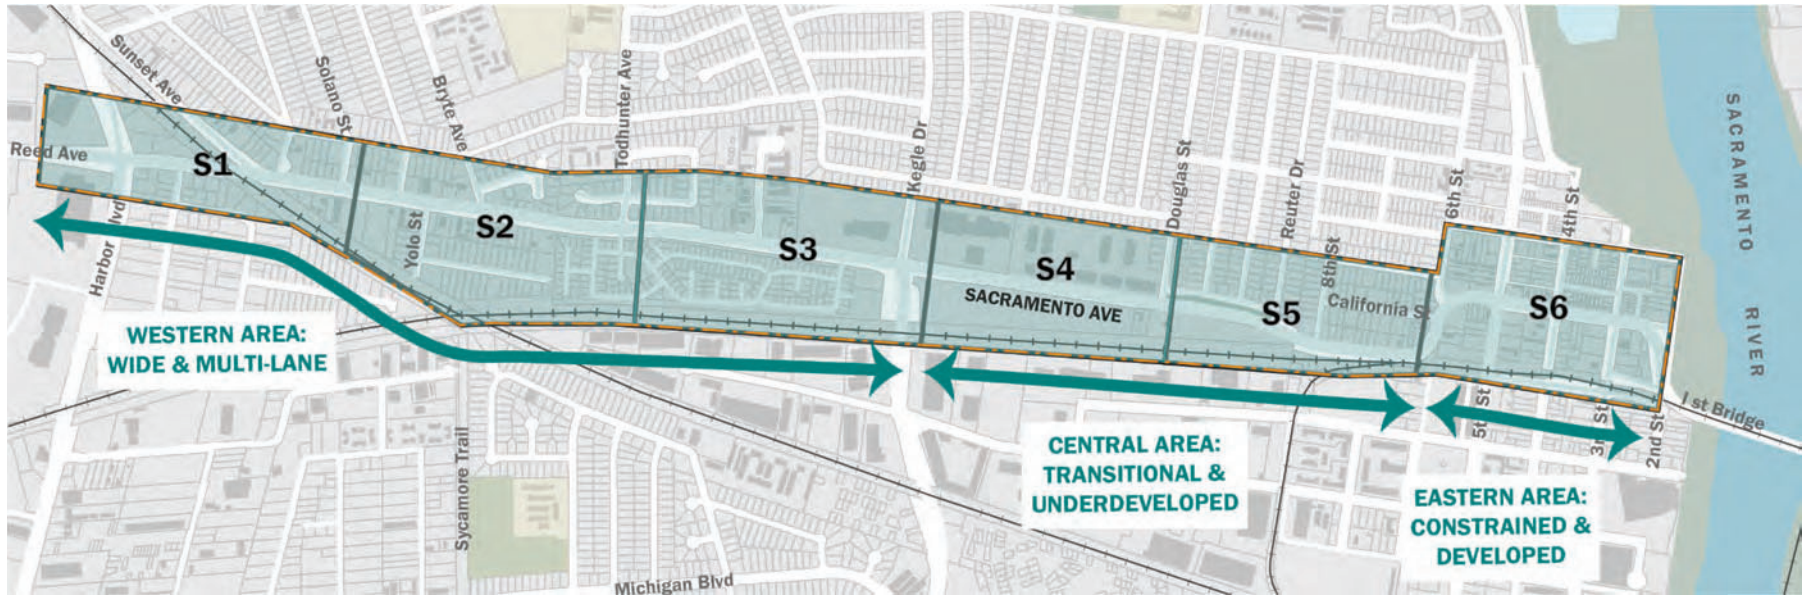 Sunset Ave
Solano St
Bryte Ave
Todhunter Ave
Kegle Dr
Douglas St
Reuter Dr
6th St
4th St
SACRAMENTO
RIVER
Reed Ave
S1
S2
S3
S4
S5
S6
Yolo St
SACRAMENTO AVE
8th St
California St
Harbor Blvd
WESTERN AREA:
WIDE & MULTI-LANE
CENTRAL AREA:
TRANSITIONAL &
UNDERDEVELOPED
EASTERN AREA:
CONSTRAINED &
DEVELOPED
5th St
3rd St
2nd St
I st Bridge
Sycamore Trail
Michigan Blvd